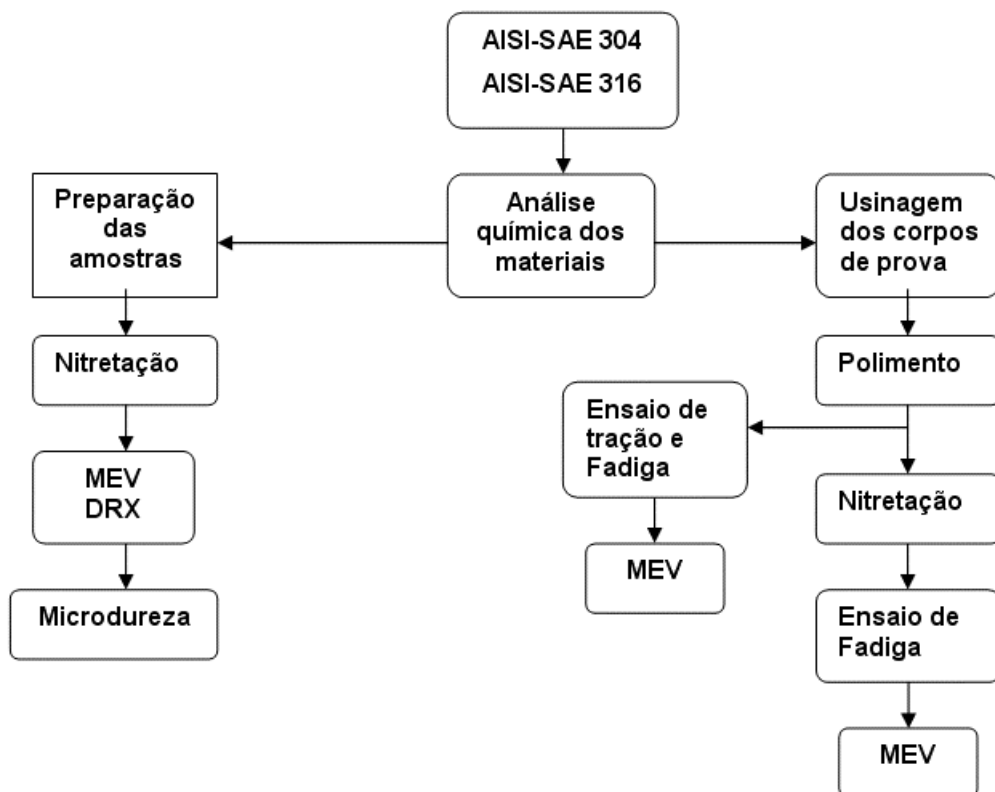 AISI-SAE 304
AISI-SAE 316
Preparação
das
amostras
Análise
química dos
materiais
Usinagem
dos corpos
de prova
Nitretação
Polimento
Ensaio de
tração e
Fadiga
MEV
DRX
Nitretação
MEV
Microdureza
Ensaio de
Fadiga
MEV